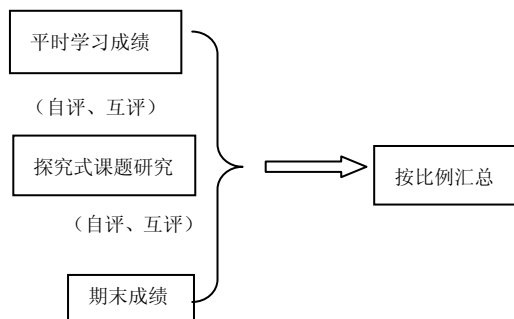 平时学习成绩
（自评、互评）
探究式课题研究
按比例汇总
（自评、互评）
期末成绩